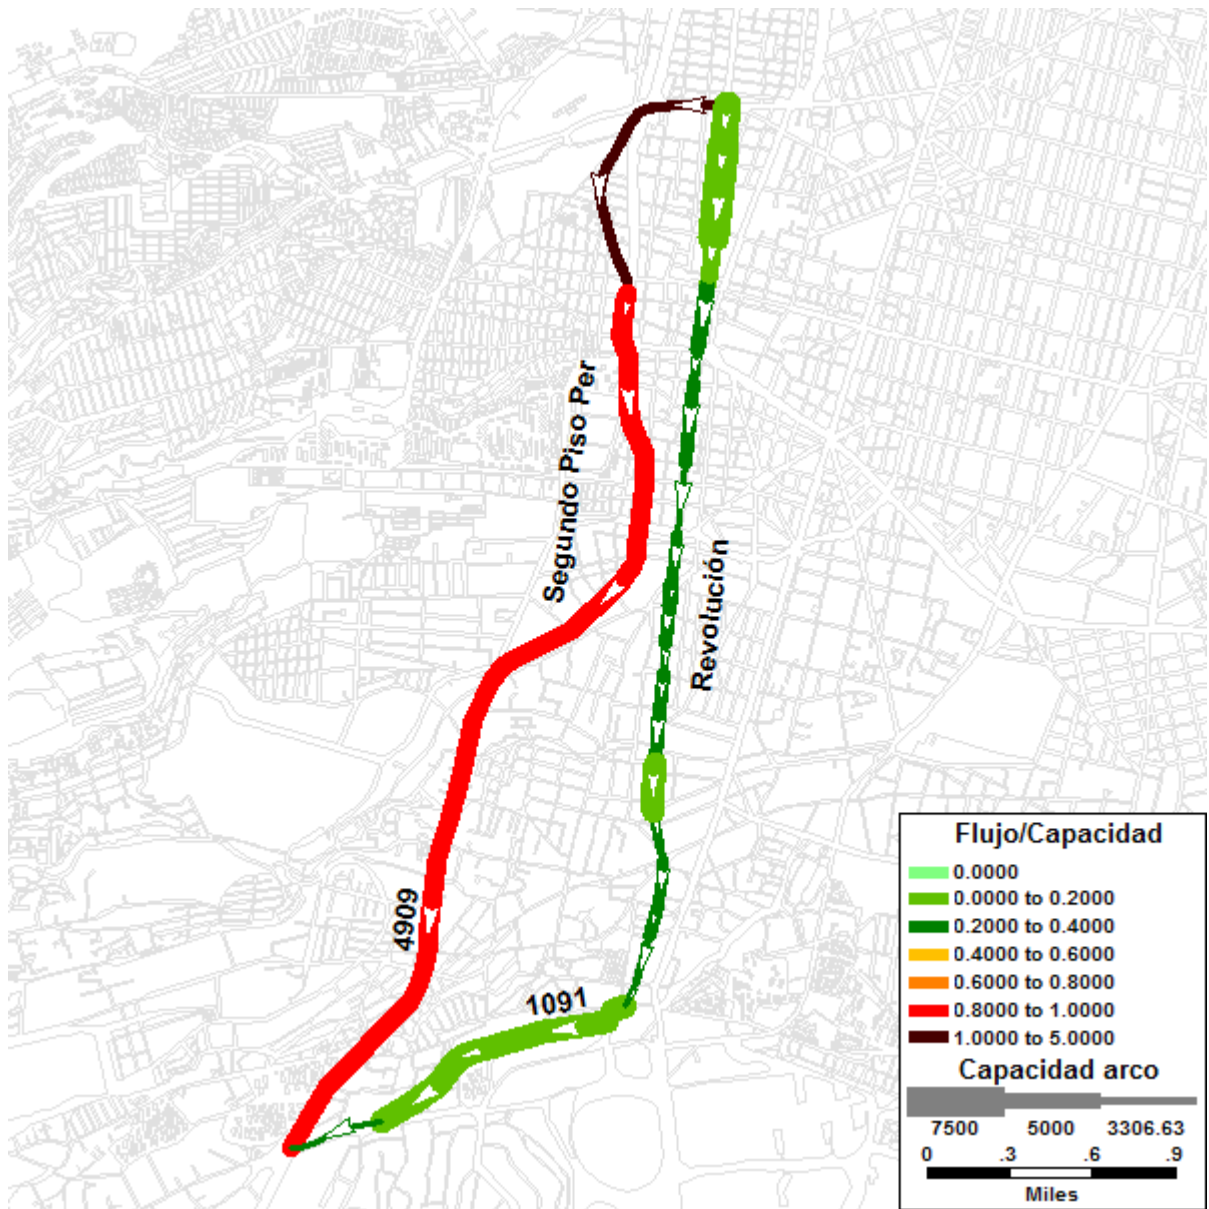 Segundo Piso Per
Revolución
4909
1091
Flujo/Capacidad
0.0000
0.0000 to 0.2000
0.2000 to 0.4000
0.4000 to 0.6000
0.6000 to 0.8000
0.8000 to 1.0000
1.0000 to 5.0000
Capacidad arco
7500 5000 3306.63
0 .3 .6 .9
Miles